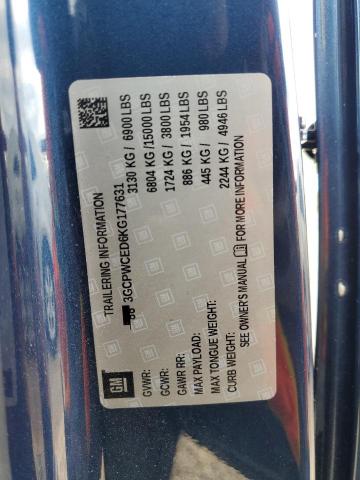 GM
TRAILERING INFORMATION
3GCPWCED6KG177631
GVWR: 3130 KG / 6900 LBS
GCWR: 6804 KG /15000 LBS
GAWR RR: 1724 KG / 3800 LBS
MAX PAYLOAD: 886 KG / 1954 LBS
MAX TONGUE WEIGHT: 445 KG / 980 LBS
CURB WEIGHT: 2244 KG / 4946 LBS
SEE OWNER'S MANUAL FOR MORE INFORMATION